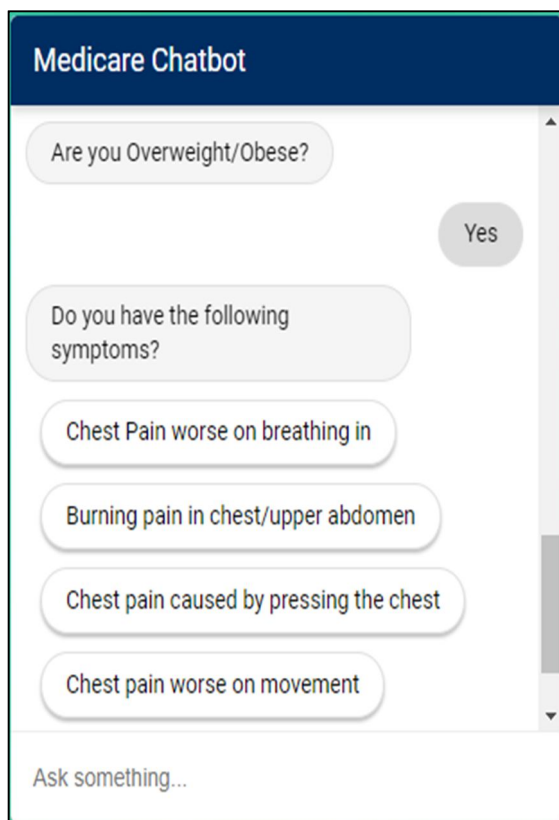 Medicare Chatbot
Are you Overweight/Obese?
Yes
Do you have the following
symptoms?
Chest Pain worse on breathing in
Burning pain in chest/upper abdomen
Chest pain caused by pressing the chest
Chest pain worse on movement
Ask something...